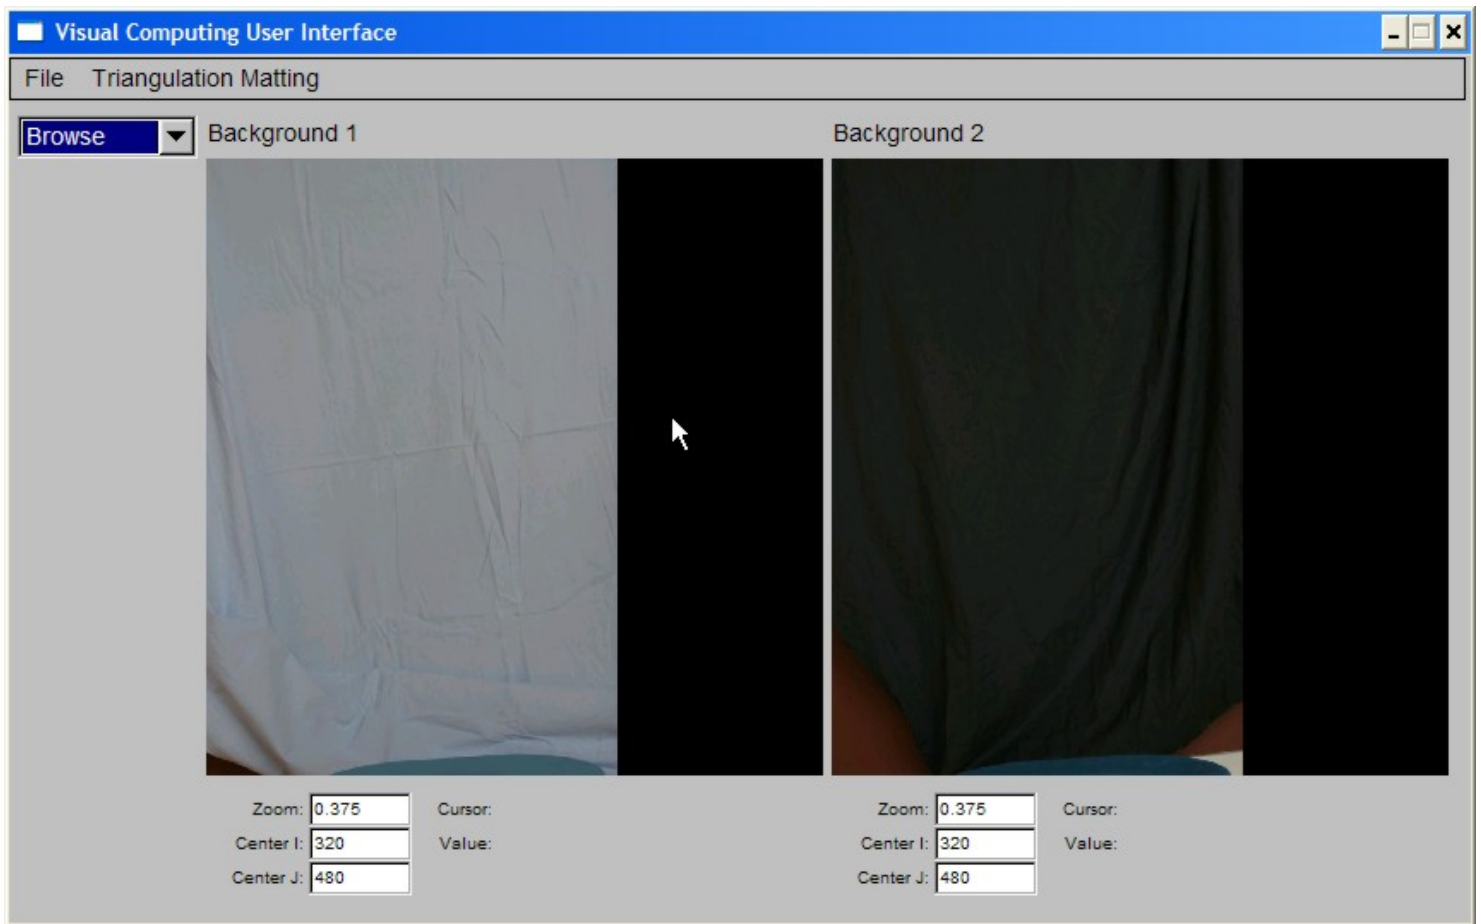 Visual Computing User Interface
File Triangulation Matting
Browse
Background 1
Background 2
Zoom: 0.375 Cursor:
Center I: 320 Value:
Center J: 480
Zoom: 0.375 Cursor:
Center I: 320 Value:
Center J: 480